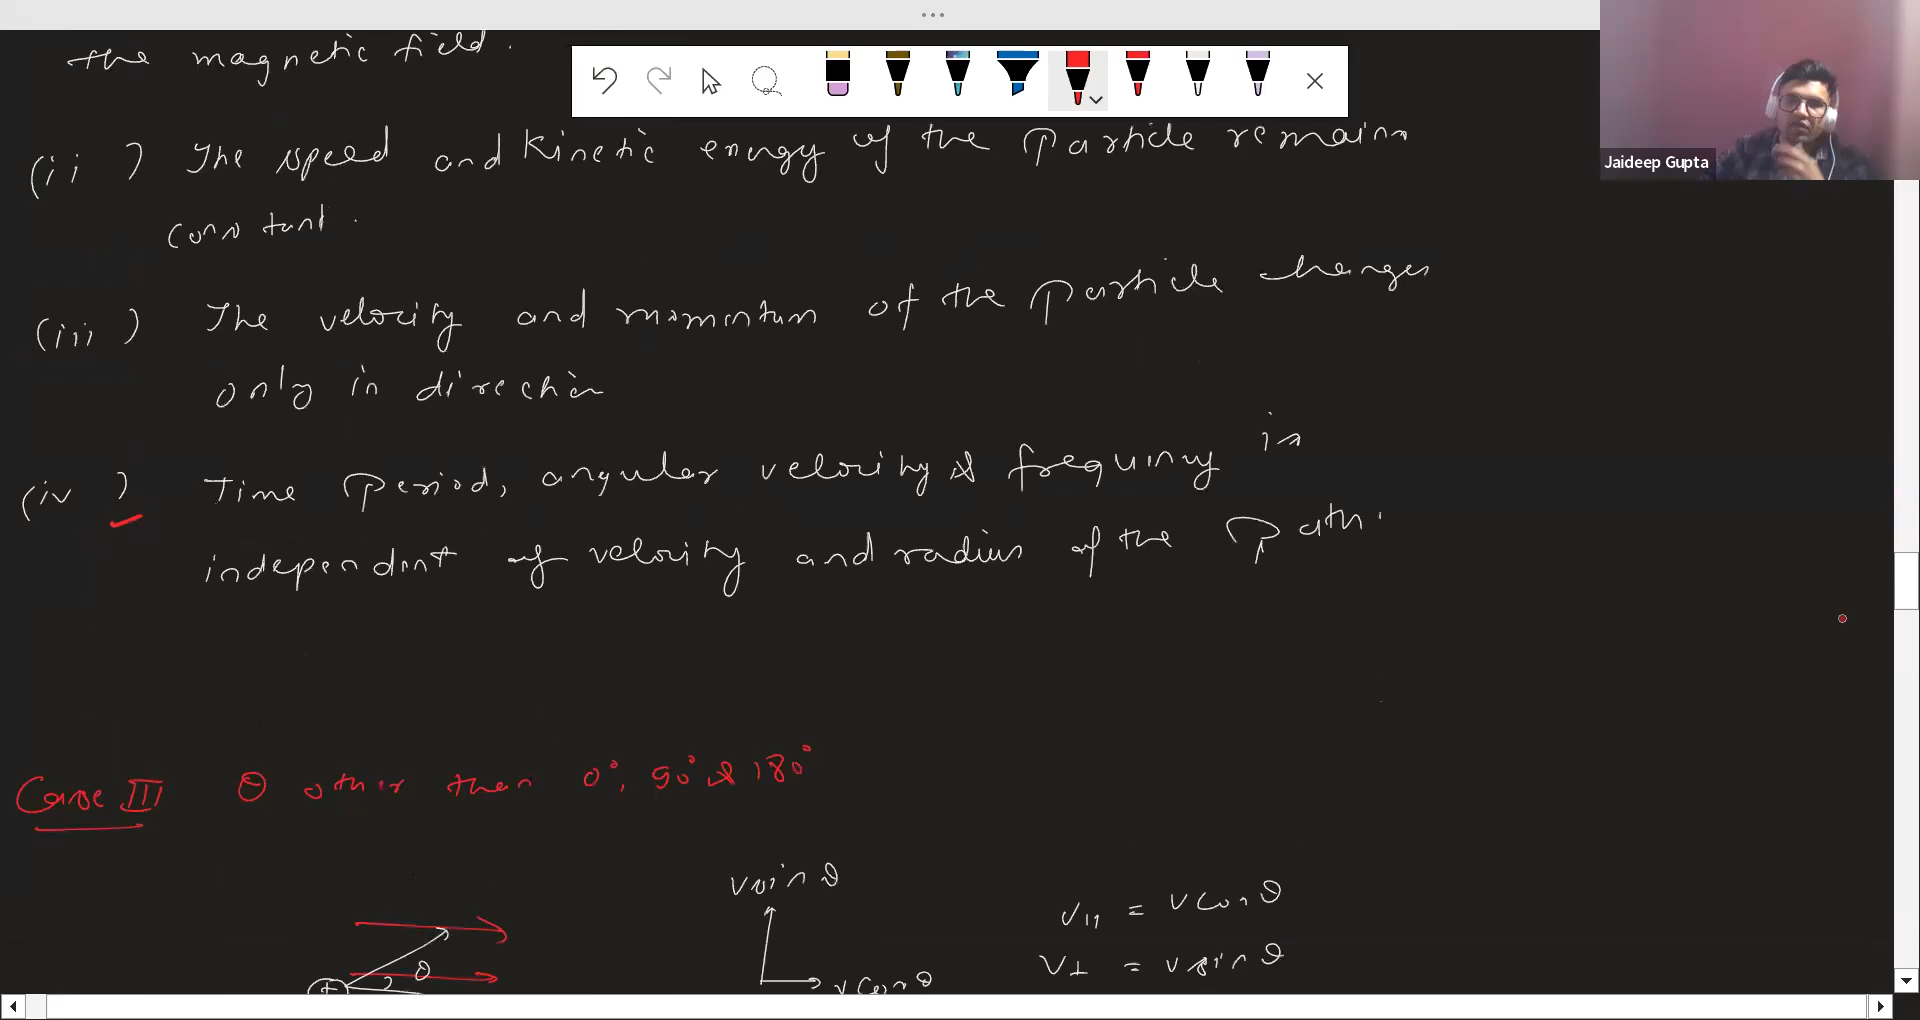 the magnetic field.
(ii) The speed and Kinetic energy of the particle remains
constant.
(iii) The velocity and momentum of the particle changes
only in direction
(iv) Time Period, angular velocity & frequency is
independent of velocity and radius of the Path.
Case III θ other than 0°, 90° & 180°
v sin θ
v cos θ
v11 = v cos θ
V⊥ = v sin θ
θ
+
Jaideep Gupta